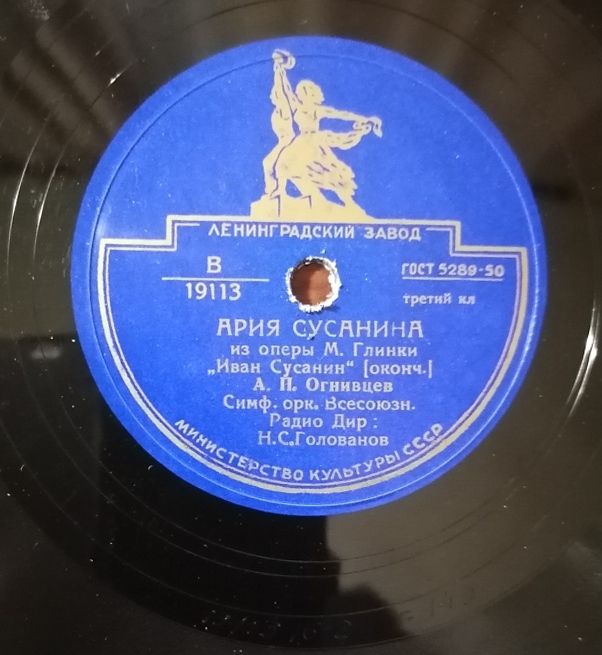 ЛЕНИНГРАДСКИЙ ЗАВОД
В
19113
ГОСТ 5289-50
третий кл
АРИЯ СУСАНИНА
из оперы М. Глинки
„Иван Сусанин“ [оконч.]
А. П. Огнивцев
Симф. орк. Всесоюзн.
Радио Дир :
Н.С.Голованов
МИНИСТЕРСТВО КУЛЬТУРЫ СССР